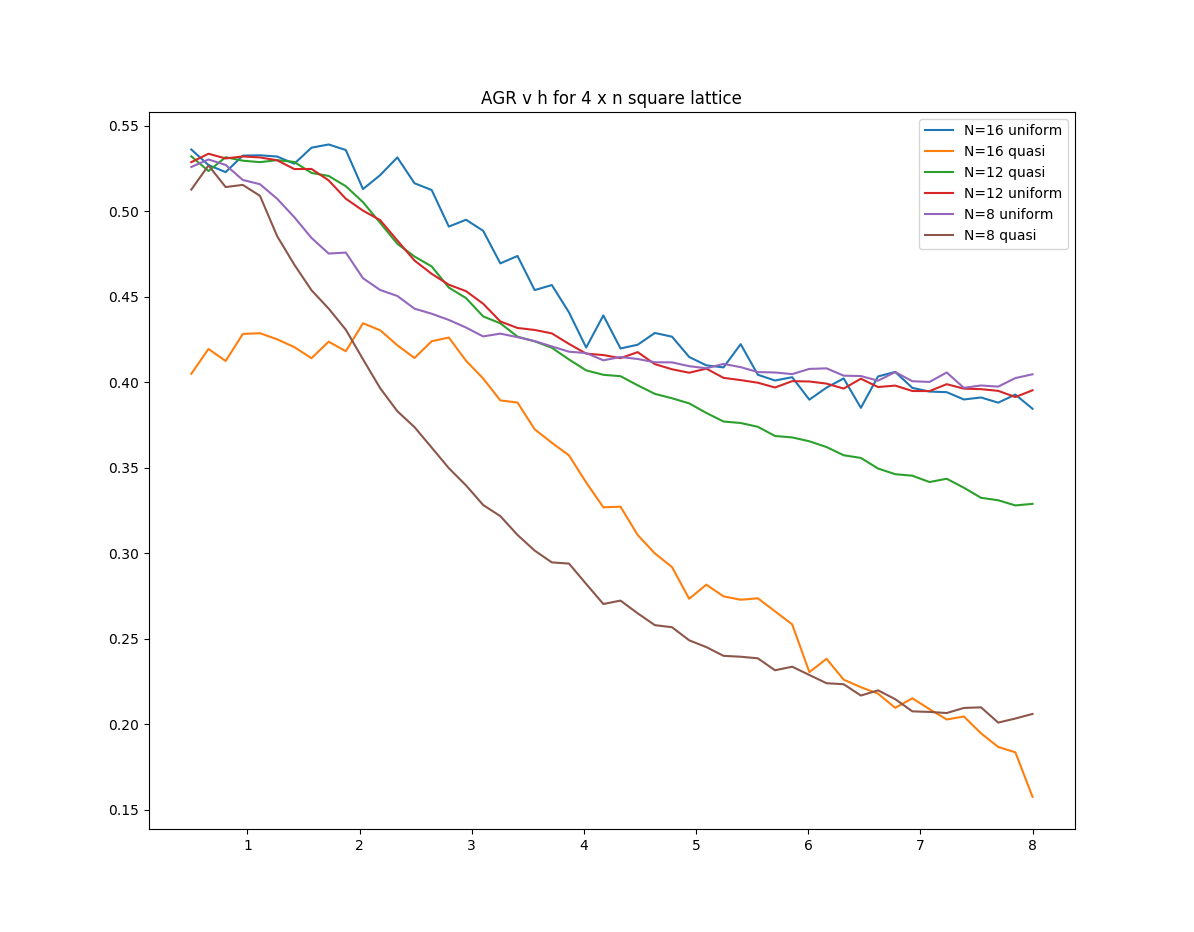 AGR v h for 4 x n square lattice
0.55
0.50
0.45
0.40
0.35
0.30
0.25
0.20
0.15
N=16 uniform
N=16 quasi
N=12 quasi
N=12 uniform
N=8 uniform
N=8 quasi
1 2 3 4 5 6 7 8